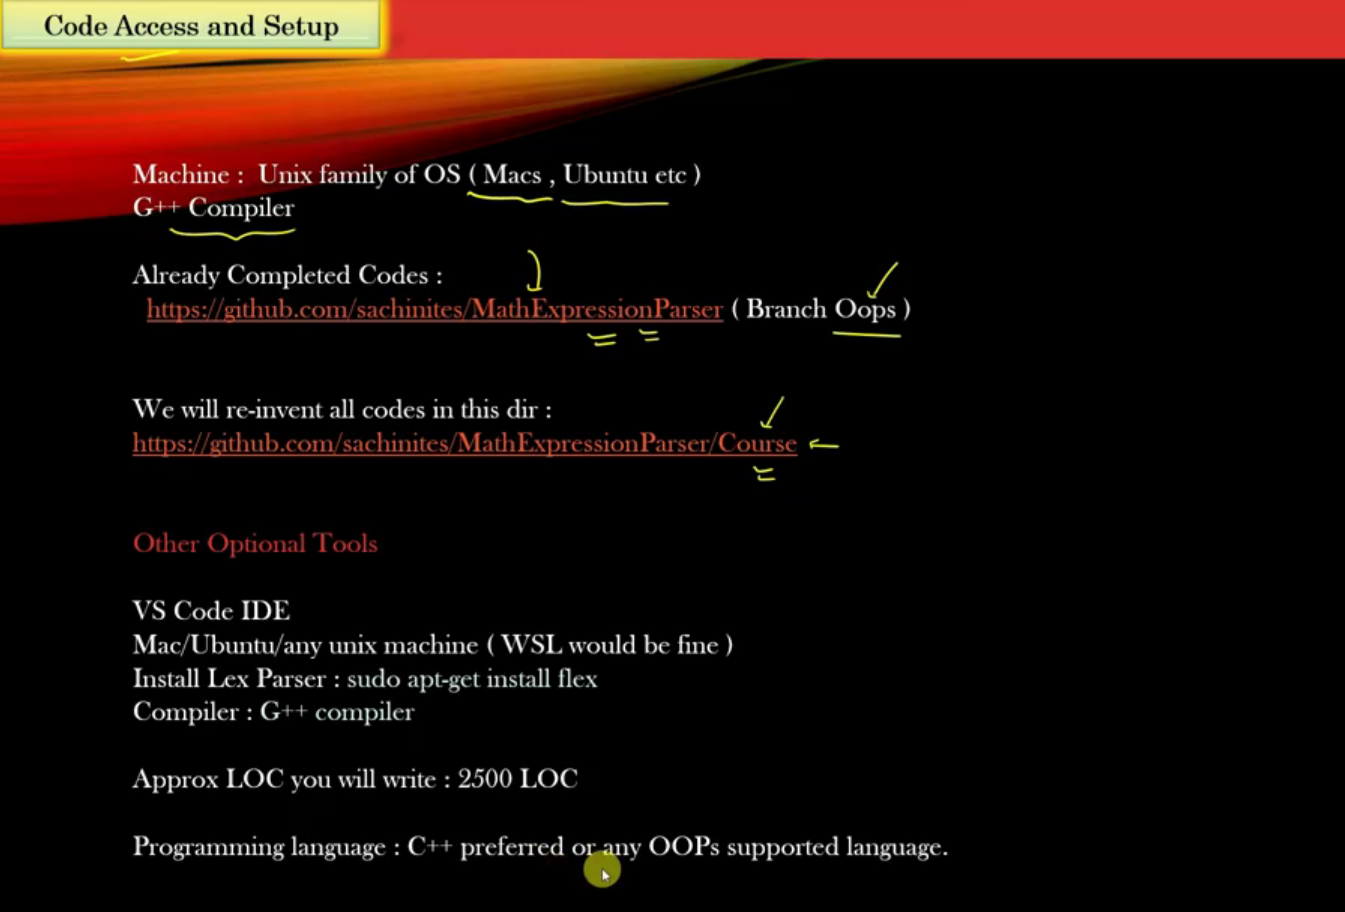 Code Access and Setup
Machine : Unix family of OS ( Macs , Ubuntu etc )
G++ Compiler
Already Completed Codes :
https://github.com/sachinites/MathExpressionParser ( Branch Oops )
We will re-invent all codes in this dir :
https://github.com/sachinites/MathExpressionParser/Course
Other Optional Tools
VS Code IDE
Mac/Ubuntu/any unix machine ( WSL would be fine )
Install Lex Parser : sudo apt-get install flex
Compiler : G++ compiler
Approx LOC you will write : 2500 LOC
Programming language : C++ preferred or any OOPs supported language.